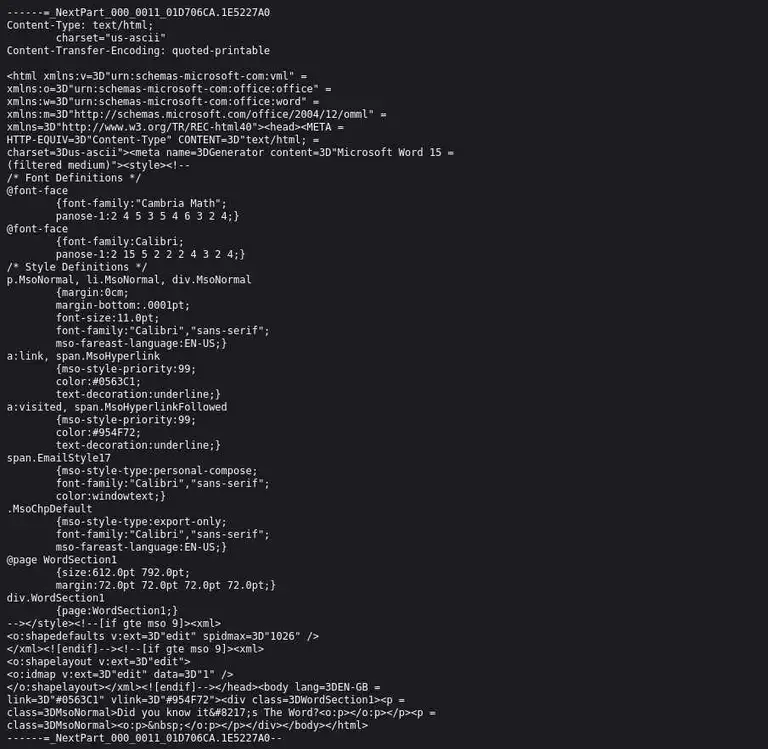 ------=_NextPart_000_0011_01D706CA.1E5227A0
Content-Type: text/html;
charset="us-ascii"
Content-Transfer-Encoding: quoted-printable
<html xmlns:v=3D"urn:schemas-microsoft-com:vml" =
xmlns:o=3D"urn:schemas-microsoft-com:office:office" =
xmlns:w=3D"urn:schemas-microsoft-com:office:word" =
xmlns:m=3D"http://schemas.microsoft.com/office/2004/12/omml" =
xmlns=3D"http://www.w3.org/TR/REC-html40"><head><META =
HTTP-EQUIV=3D"Content-Type" CONTENT=3D"text/html; =
charset=3Dus-ascii"><meta name=3DGenerator content=3D"Microsoft Word 15 =
(filtered medium)"><style><!--
/* Font Definitions */
@font-face
{font-family:"Cambria Math";
panose-1:2 4 5 3 5 4 6 3 2 4;}
@font-face
{font-family:Calibri;
panose-1:2 15 5 2 2 2 4 3 2 4;}
/* Style Definitions */
p.MsoNormal, li.MsoNormal, div.MsoNormal
{margin:0cm;
margin-bottom:.0001pt;
font-size:11.0pt;
font-family:"Calibri","sans-serif";
mso-fareast-language:EN-US;}
a:link, span.MsoHyperlink
{mso-style-priority:99;
color:#0563C1;
text-decoration:underline;}
a:visited, span.MsoHyperlinkFollowed
{mso-style-priority:99;
color:#954F72;
text-decoration:underline;}
span.EmailStyle17
{mso-style-type:personal-compose;
font-family:"Calibri","sans-serif";
color:windowtext;}
.MsoChpDefault
{mso-style-type:export-only;
font-family:"Calibri","sans-serif";
mso-fareast-language:EN-US;}
@page WordSection1
{size:612.0pt 792.0pt;
margin:72.0pt 72.0pt 72.0pt 72.0pt;}
div.WordSection1
{page:WordSection1;}
--></style><!--[if gte mso 9]><xml>
<o:shapedefaults v:ext=3D"edit" spidmax=3D"1026" />
</xml><![endif]--><!--[if gte mso 9]><xml>
<o:shapelayout v:ext=3D"edit">
<o:idmap v:ext=3D"edit" data=3D"1" />
</o:shapelayout></xml><![endif]--></head><body lang=3DEN-GB =
link=3D"#0563C1" vlink=3D"#954F72"><div class=3DWordSection1><p =
class=3DMsoNormal>Did you know it&#8217;s The Word?<o:p></o:p></p><p =
class=3DMsoNormal><o:p>&nbsp;</o:p></p></div></body></html>
------=_NextPart_000_0011_01D706CA.1E5227A0--